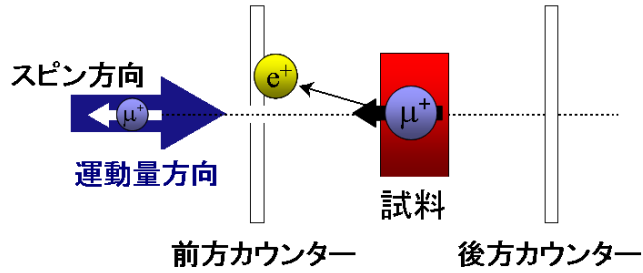 スピン方向
e⁺
μ⁺
μ⁺
運動量方向
試料
前方カウンター
後方カウンター